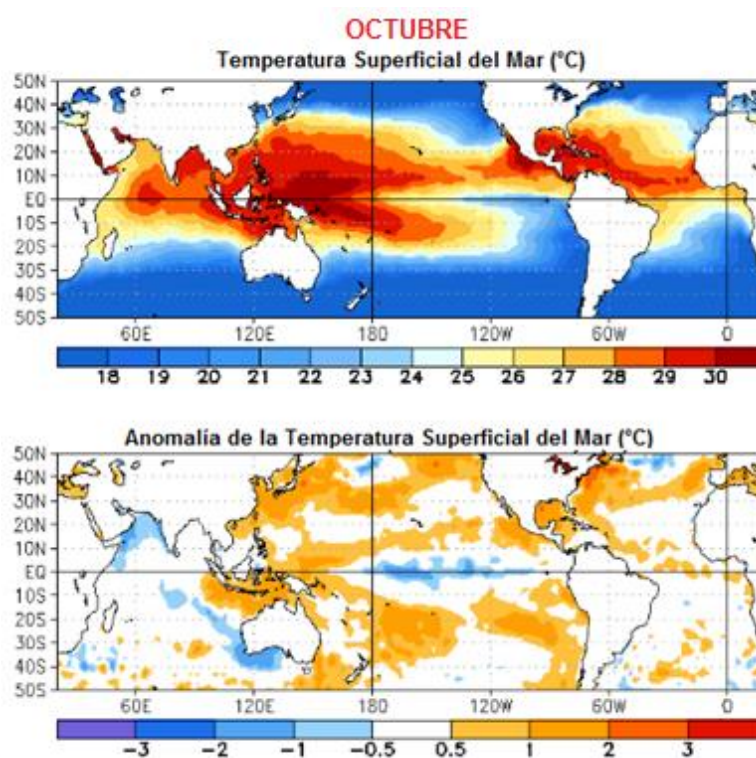 OCTUBRE
Temperatura Superficial del Mar (°C)
50N
40N
30N
20N
10N
EQ
10S
20S
30S
40S
50S
60E 120E 180 120W 60W 0
18 19 20 21 22 23 24 25 26 27 28 29 30
Anomalía de la Temperatura Superficial del Mar (°C)
50N
40N
30N
20N
10N
EQ
10S
20S
30S
40S
50S
60E 120E 180 120W 60W 0
-3 -2 -1 -0.5 0.5 1 2 3